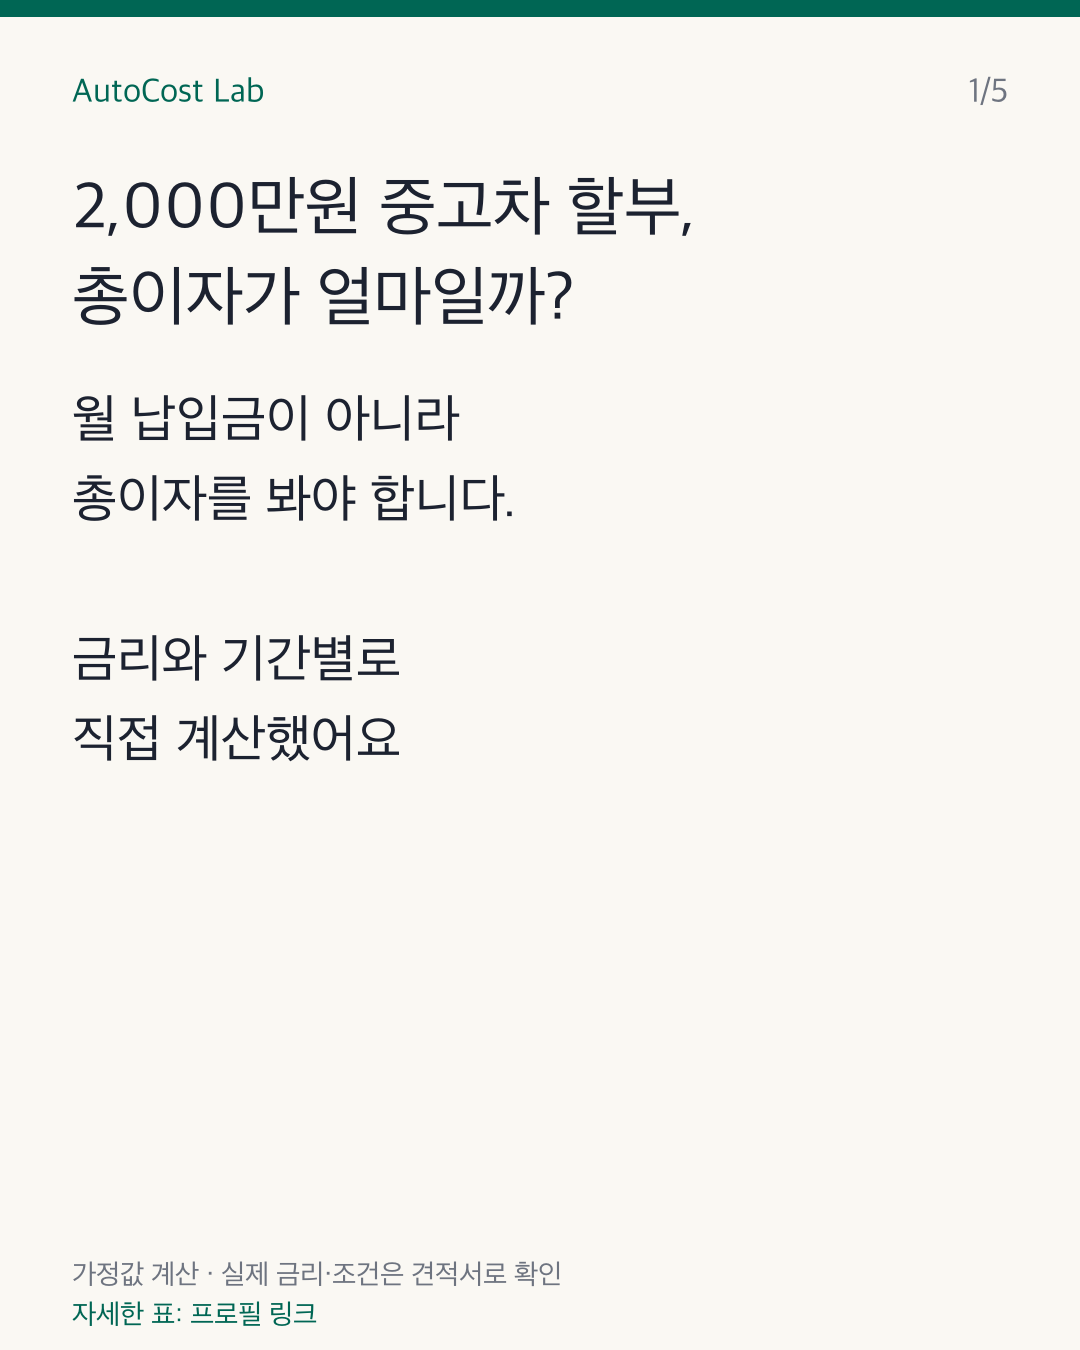 AutoCost Lab
1/5
2,000만원 중고차 할부,
총이자가 얼마일까?
월 납입금이 아니라
총이자를 봐야 합니다.
금리와 기간별로
직접 계산했어요
가정값 계산 · 실제 금리·조건은 견적서로 확인
자세한 표: 프로필 링크